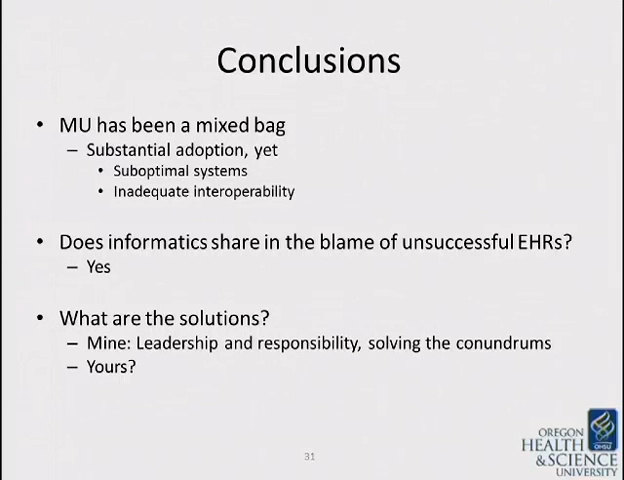 Conclusions
• MU has been a mixed bag
– Substantial adoption, yet
• Suboptimal systems
• Inadequate interoperability
• Does informatics share in the blame of unsuccessful EHRs?
– Yes
• What are the solutions?
– Mine: Leadership and responsibility, solving the conundrums
– Yours?
31
OREGON
HEALTH
&SCIENCE
UNIVERSITY
OHSU